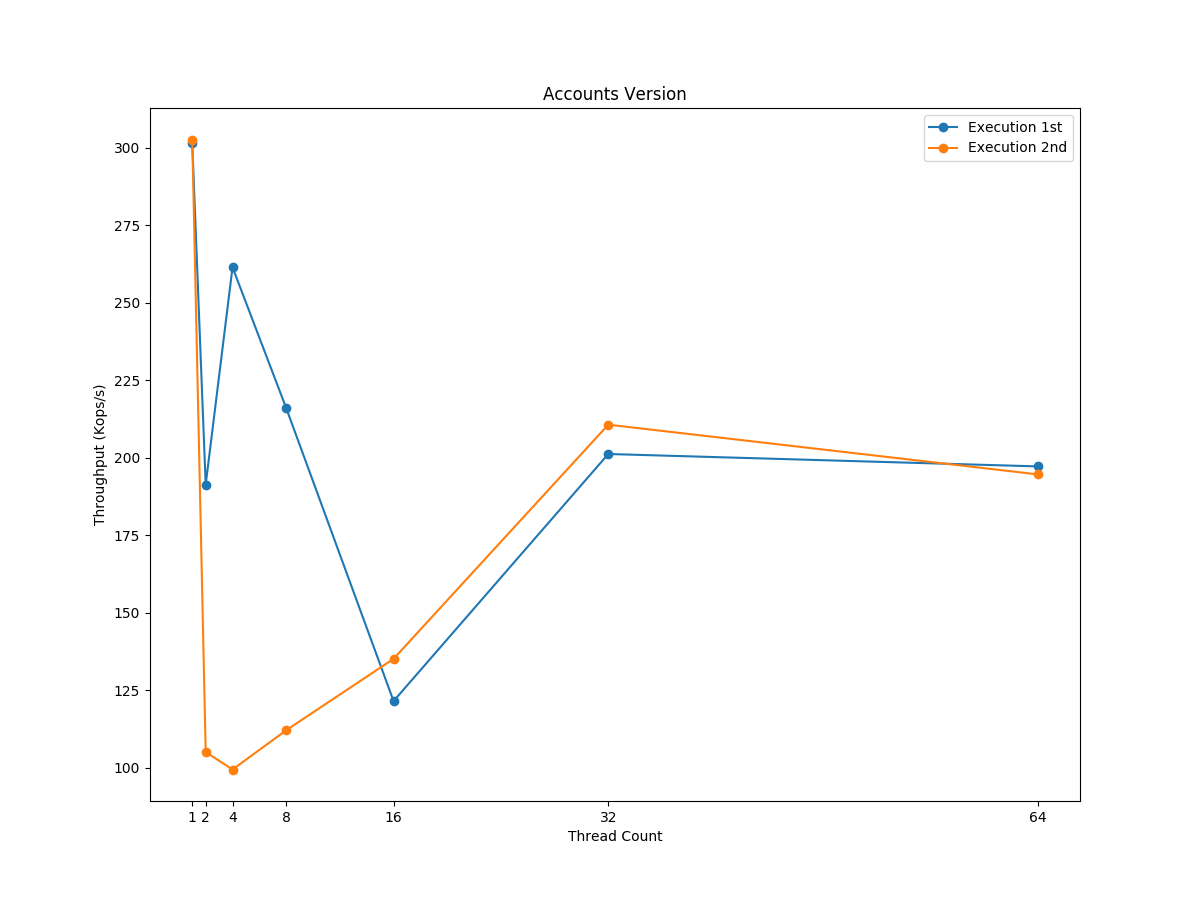 Accounts Version
Execution 1st
Execution 2nd
Throughput (Kops/s)
300
275
250
225
200
175
150
125
100
1 2 4 8 16 32 64
Thread Count